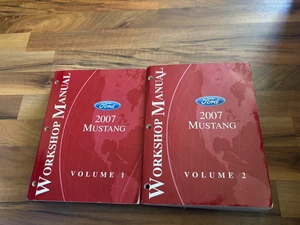 WORKSHOP MANUAL
Ford
2007
MUSTANG
VOLUME 1
WORKSHOP MANUAL
Ford
2007
MUSTANG
VOLUME 2